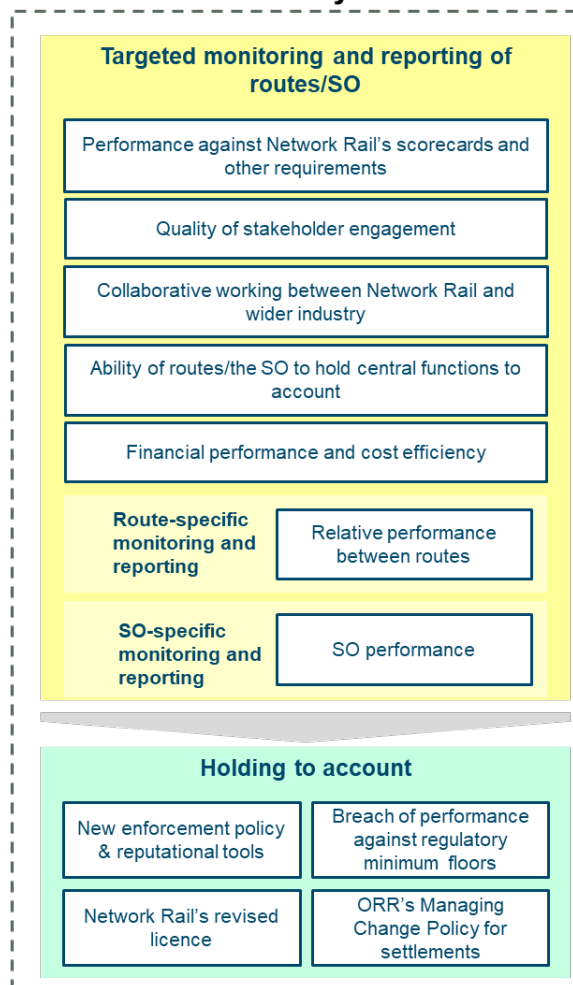 Targeted monitoring and reporting of
routes/SO
Performance against Network Rail's scorecards and
other requirements
Quality of stakeholder engagement
Collaborative working between Network Rail and
wider industry
Ability of routes/the SO to hold central functions to
account
Financial performance and cost efficiency
Route-specific
monitoring and
reporting
Relative performance
between routes
SO-specific
monitoring and
reporting
SO performance
Holding to account
New enforcement policy
& reputational tools
Breach of performance
against regulatory
minimum floors
Network Rail's revised
licence
ORR's Managing
Change Policy for
settlements